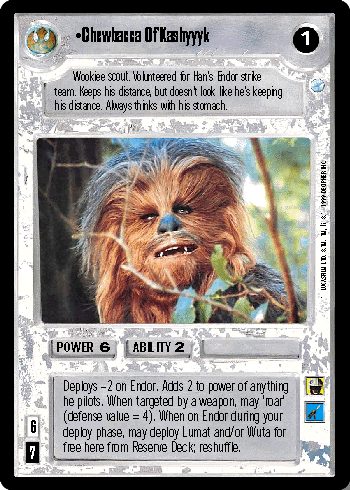 •Chewbacca Of Kashyyyk
1
Wookiee scout. Volunteered for Han's Endor strike
team. Keeps his distance, but doesn't look like he's keeping
his distance. Always thinks with his stomach.
POWER 6
ABILITY 2
Deploys –2 on Endor. Adds 2 to power of anything
he pilots. When targeted by a weapon, may 'roar'
(defense value = 4). When on Endor during your
deploy phase, may deploy Lumat and/or Wuta for
free here from Reserve Deck; reshuffle.
6
7